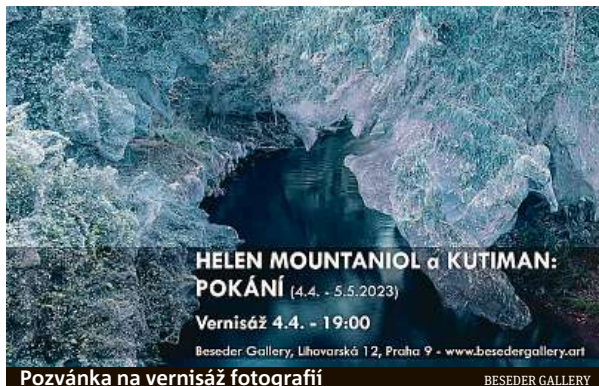 HELEN MOUNTANIOL a KUTIMAN:
POKÁNÍ (4.4. - 5.5.2023)
Vernisáž 4.4. - 19:00
Beseder Gallery, Lihovarská 12, Praha 9 - www.besedergallery.art
Pozvánka na vernisáž fotografií
BESEDER GALLERY